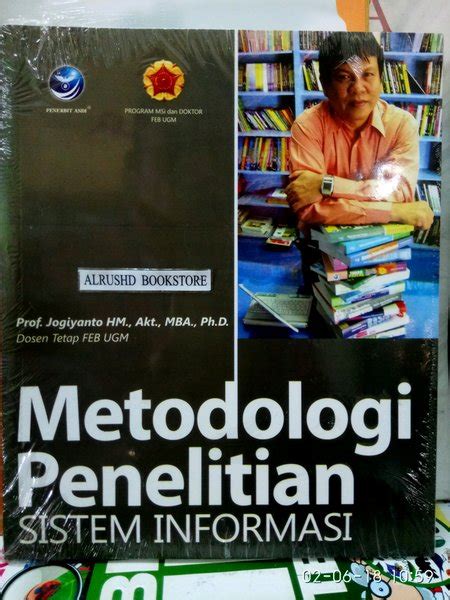 PENERBIT ANDI
PROGRAM MSi dan DOKTOR
FEB UGM
ALRUSHD BOOKSTORE
Prof. Jogiyanto HM., Akt., MBA., Ph.D.
Dosen Tetap FEB UGM
Metodologi
Penelitian
SISTEM INFORMASI
02-06-18 10:59